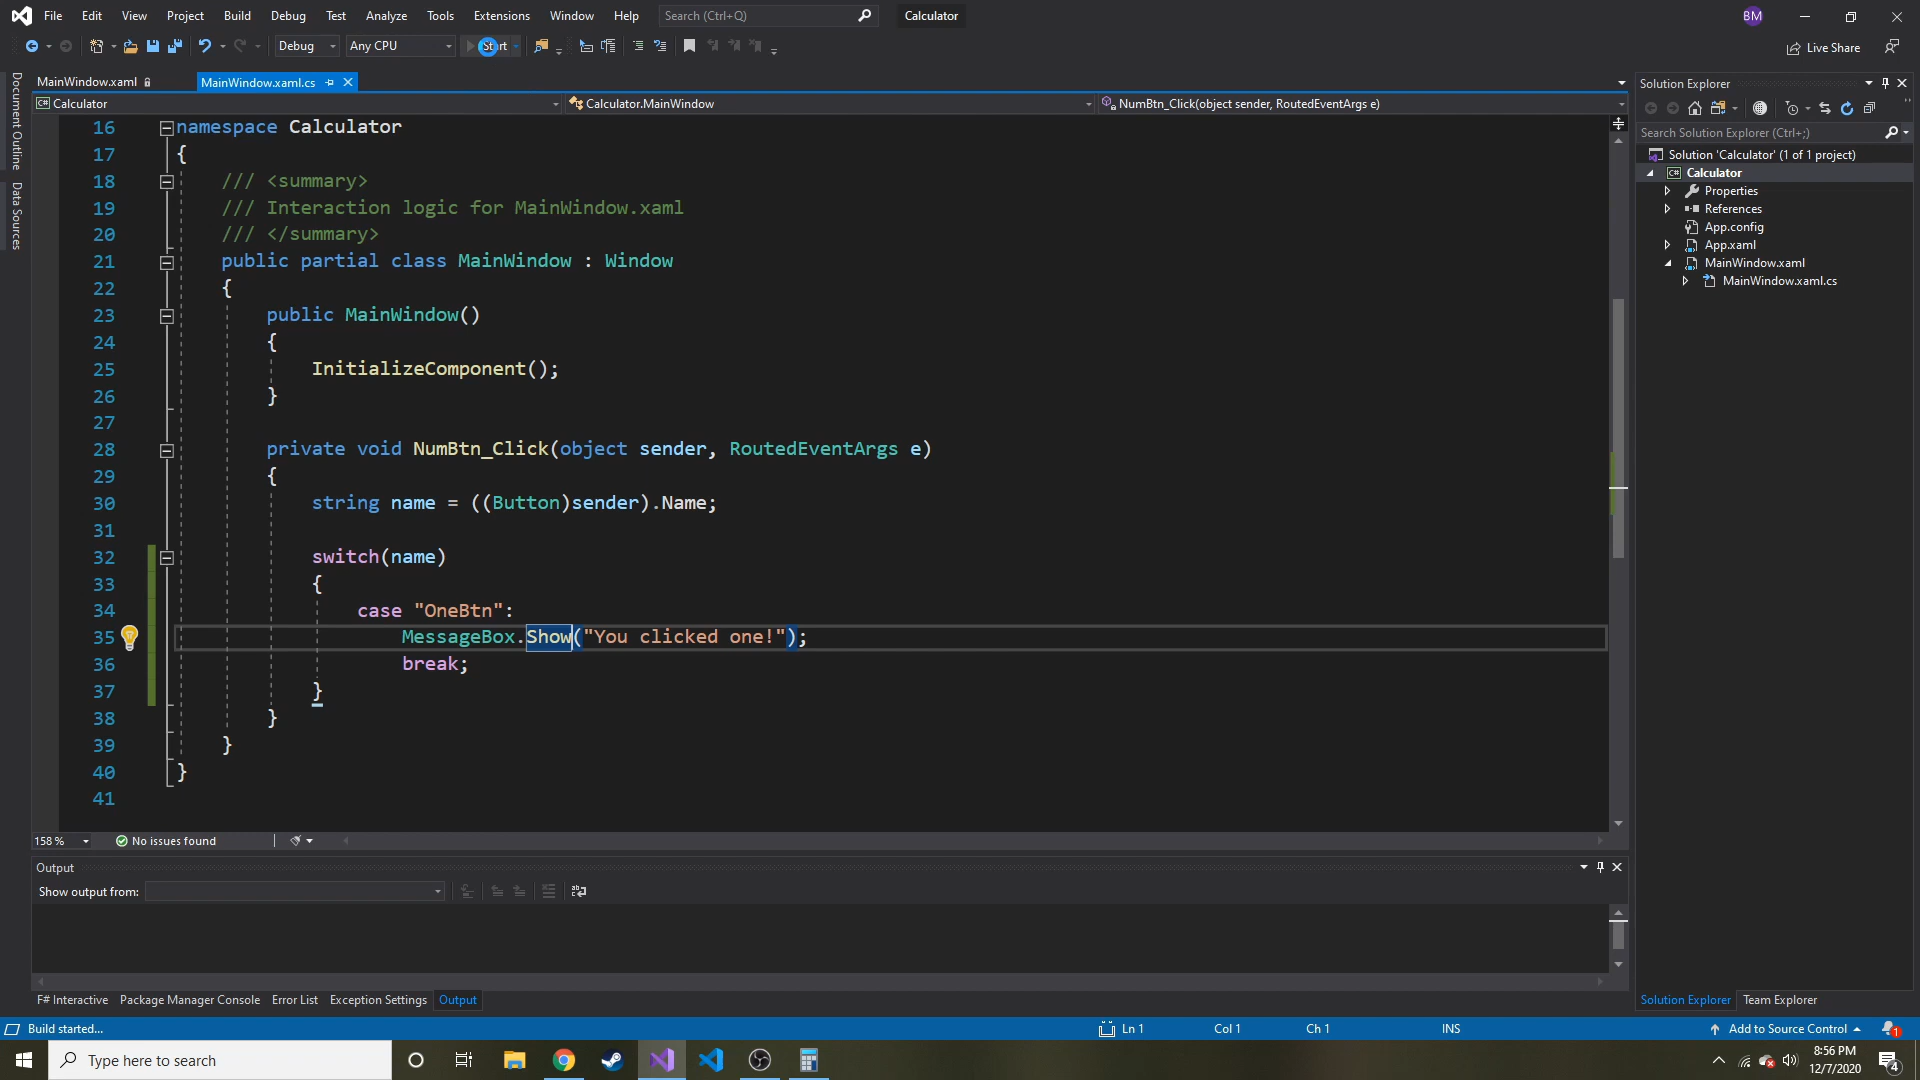 File Edit View Project Build Debug Test Analyze Tools Extensions Window Help Search (Ctrl+Q) Calculator BM
Debug Any CPU Start Live Share
MainWindow.xaml MainWindow.xaml.cs
Calculator Calculator.MainWindow NumBtn_Click(object sender, RoutedEventArgs e)
Document Outline
Data Sources
16 namespace Calculator
17 {
18 /// <summary>
19 /// Interaction logic for MainWindow.xaml
20 /// </summary>
21 public partial class MainWindow : Window
22 {
23 public MainWindow()
24 {
25 InitializeComponent();
26 }
27
28 private void NumBtn_Click(object sender, RoutedEventArgs e)
29 {
30 string name = ((Button)sender).Name;
31
32 switch(name)
33 {
34 case "OneBtn":
35 MessageBox.Show("You clicked one!");
36 break;
37 }
38 }
39 }
40 }
41
158 % No issues found
Output
Show output from:
F# Interactive Package Manager Console Error List Exception Settings Output
Solution Explorer
Search Solution Explorer (Ctrl+;)
Solution 'Calculator' (1 of 1 project)
C# Calculator
Properties
References
App.config
App.xaml
MainWindow.xaml
MainWindow.xaml.cs
Solution Explorer Team Explorer
Build started... Ln 1 Col 1 Ch 1 INS Add to Source Control 1
Type here to search
8:56 PM
12/7/2020
4